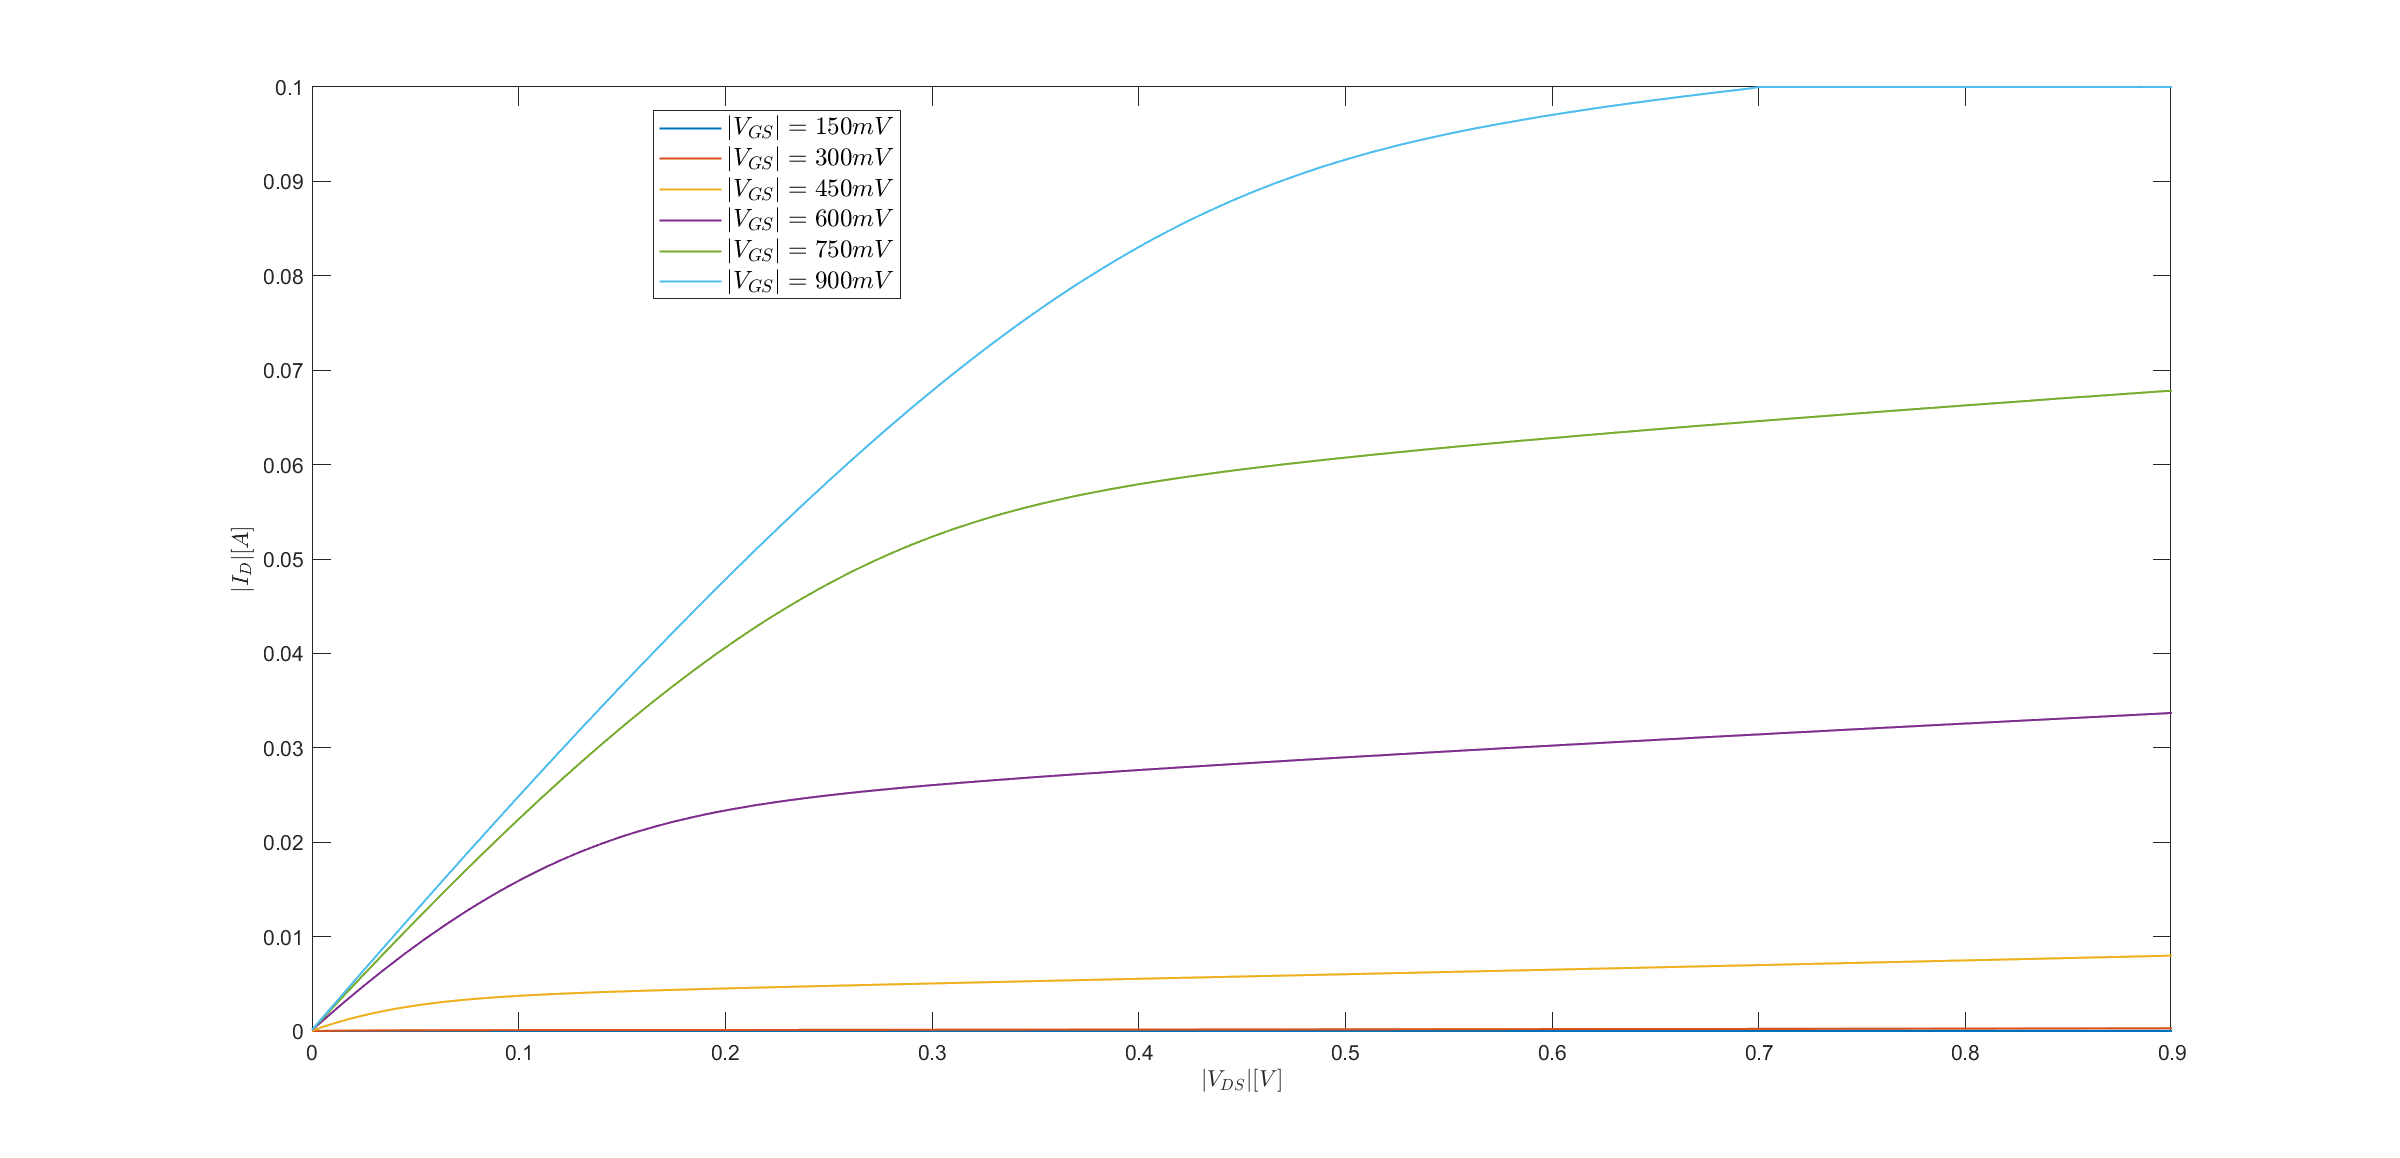 0.1
0.09
0.08
0.07
0.06
0.05
0.04
0.03
0.02
0.01
0
|I_D|[A]
|V_GS| = 150mV
|V_GS| = 300mV
|V_GS| = 450mV
|V_GS| = 600mV
|V_GS| = 750mV
|V_GS| = 900mV
0 0.1 0.2 0.3 0.4 0.5 0.6 0.7 0.8 0.9
|V_DS|[V]